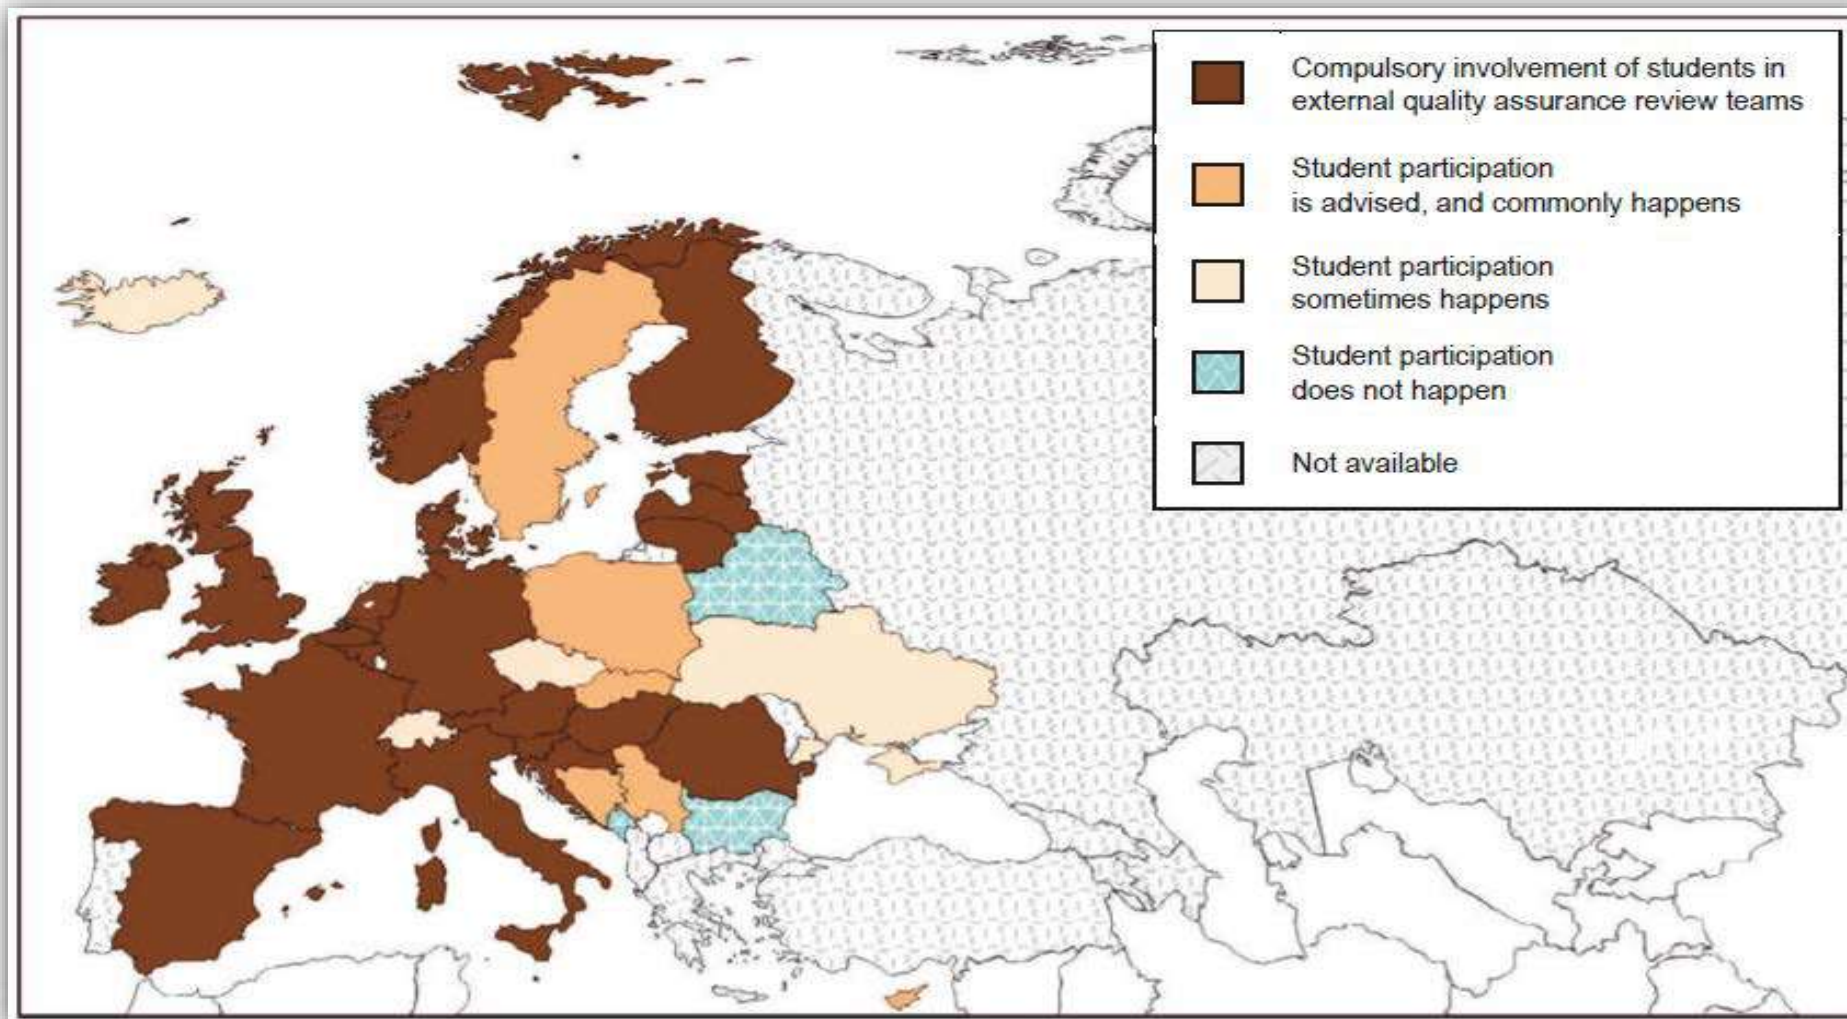 Compulsory involvement of students in
external quality assurance review teams
Student participation
is advised, and commonly happens
Student participation
sometimes happens
Student participation
does not happen
Not available